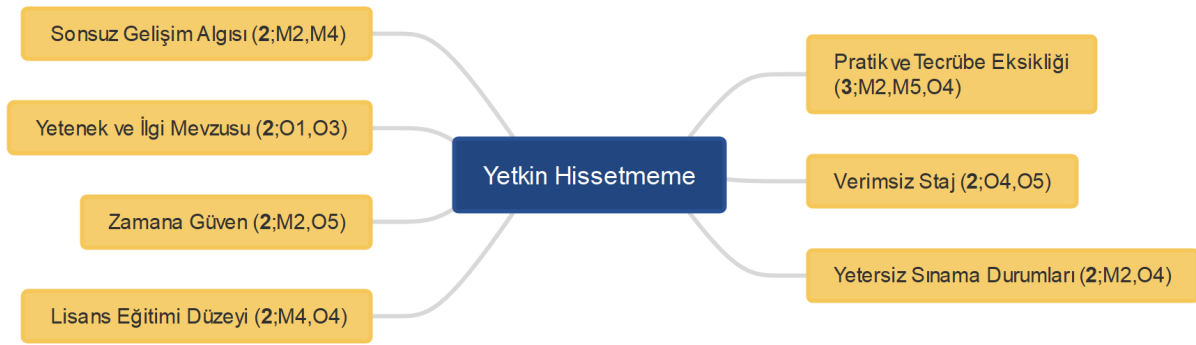 Sonsuz Gelişim Algısı (2;M2,M4)
Yetenek ve İlgi Mevzusu (2;O1,O3)
Zamana Güven (2;M2,O5)
Lisans Eğitimi Düzeyi (2;M4,O4)
Yetkin Hissetmeme
Pratik ve Tecrübe Eksikliği
(3;M2,M5,O4)
Verimsiz Staj (2;O4,O5)
Yetersiz Sınama Durumları (2;M2,O4)